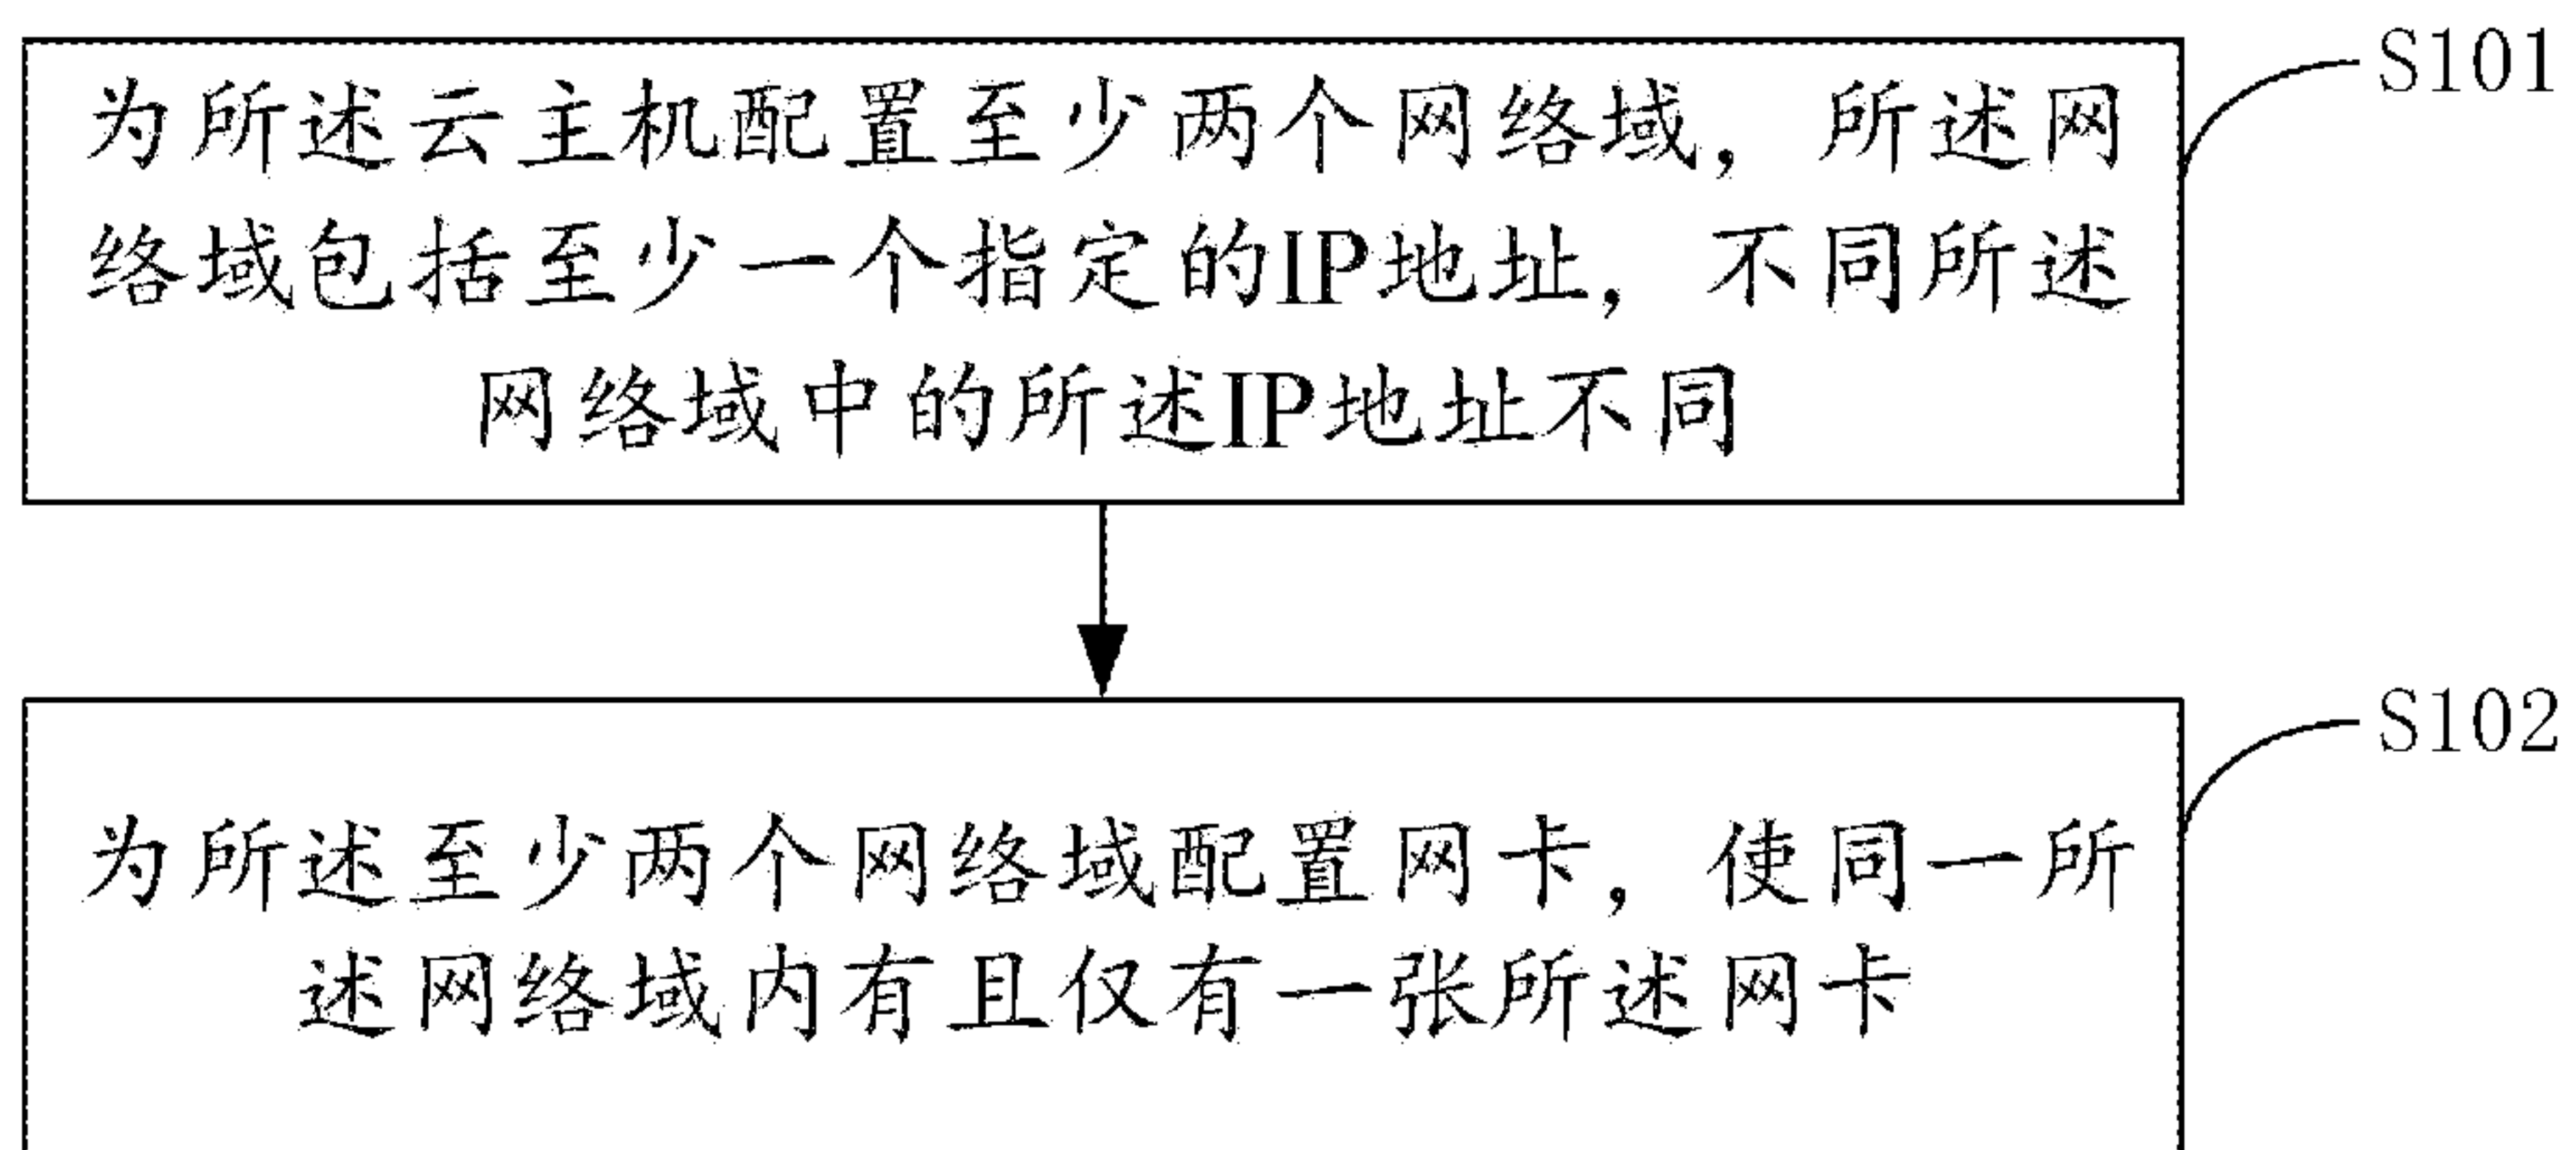 S101
为所述云主机配置至少两个网络域，所述网
络域包括至少一个指定的IP地址，不同所述
网络域中的所述IP地址不同
S102
为所述至少两个网络域配置网卡，使同一所
述网络域内有且仅有一张所述网卡